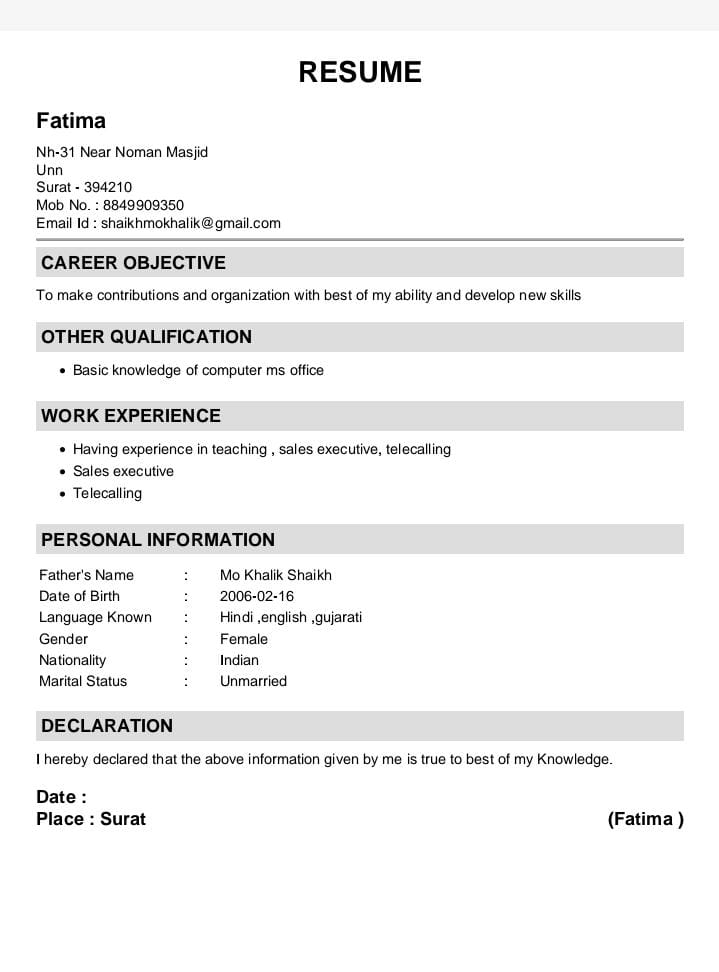 RESUME
Fatima
Nh-31 Near Noman Masjid
Unn
Surat - 394210
Mob No. : 8849909350
Email Id : shaikhmokhalik@gmail.com
CAREER OBJECTIVE
To make contributions and organization with best of my ability and develop new skills
OTHER QUALIFICATION
• Basic knowledge of computer ms office
WORK EXPERIENCE
• Having experience in teaching , sales executive, telecalling
• Sales executive
• Telecalling
PERSONAL INFORMATION
Father's Name : Mo Khalik Shaikh
Date of Birth : 2006-02-16
Language Known : Hindi ,english ,gujarati
Gender : Female
Nationality : Indian
Marital Status : Unmarried
DECLARATION
I hereby declared that the above information given by me is true to best of my Knowledge.
Date :
Place : Surat (Fatima )